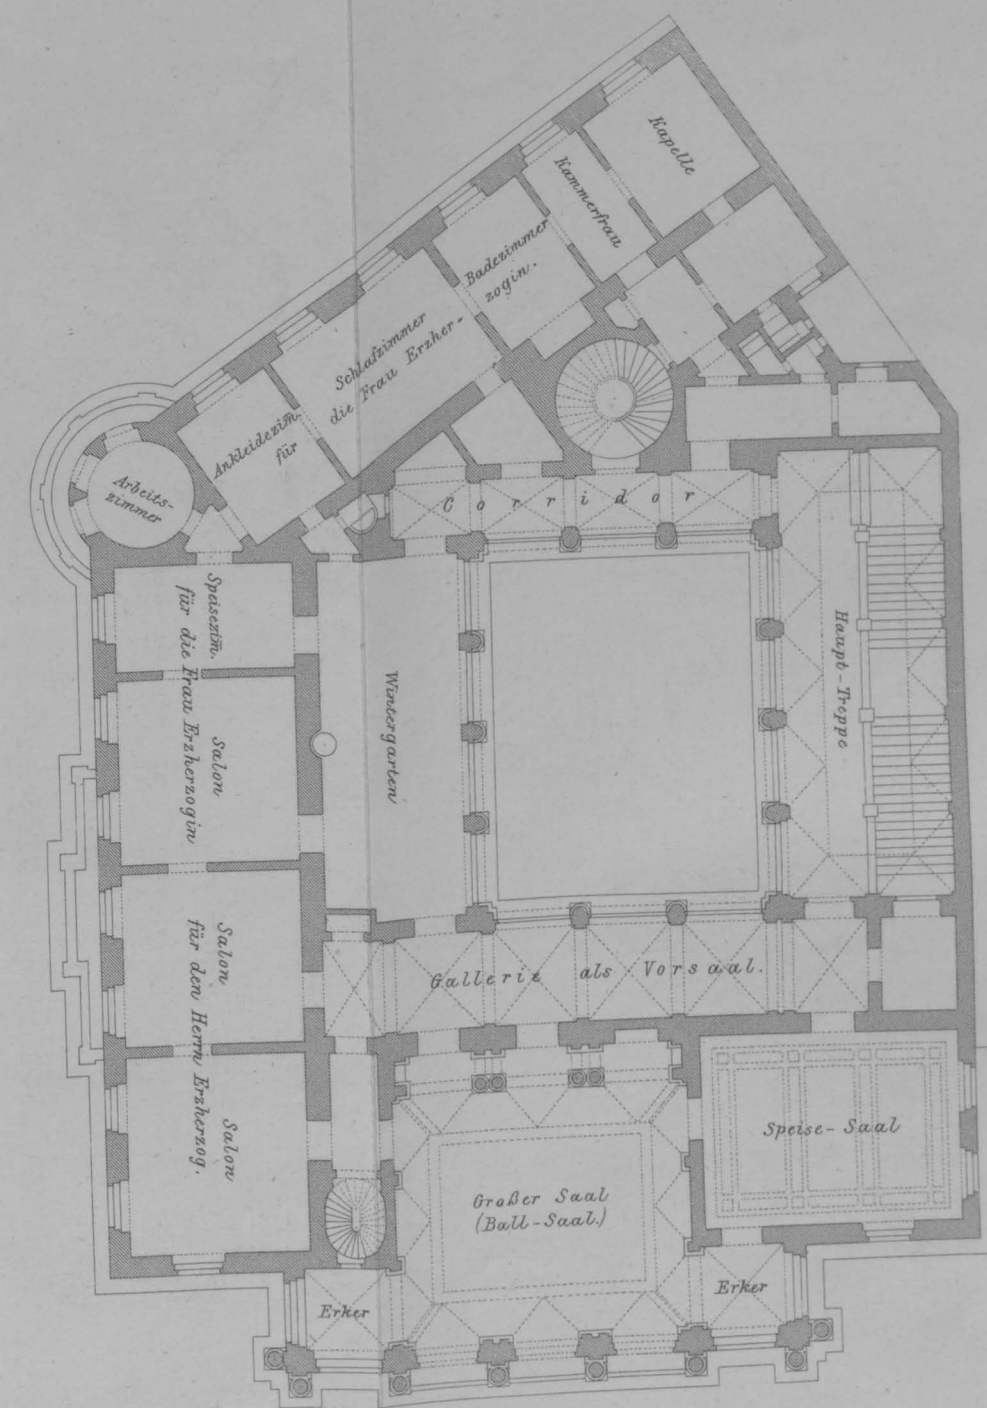 Kapelle
Kammerfrau
Badezimmer
zogin.
Schlafzimmer
die Frau Erzher-
Ankleidezim.
für
Arbeits-
zimmer
Corridor
Speisezim̅.
für die Frau Erzherzogin
Salon
Wintergarten
Haupt-Treppe
Salon
für den Herrn Erzherzog.
Salon
Gallerie als Vorsaal.
Speise-Saal
Großer Saal
(Ball-Saal.)
Erker
Erker